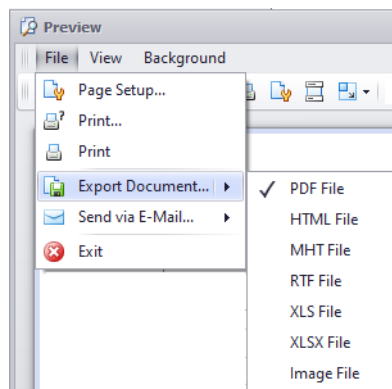 Preview
File View Background
Page Setup...
Print...
Print
Export Document...
PDF File
Send via E-Mail...
HTML File
Exit
MHT File
RTF File
XLS File
XLSX File
Image File